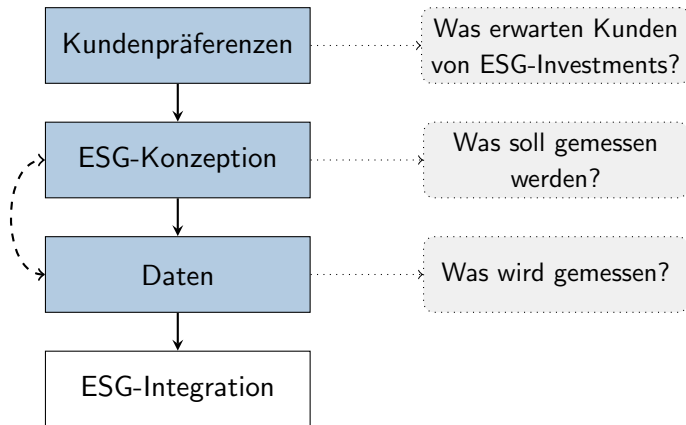 Kundenpräferenzen
Was erwarten Kunden
von ESG-Investments?
ESG-Konzeption
Was soll gemessen
werden?
Daten
Was wird gemessen?
ESG-Integration